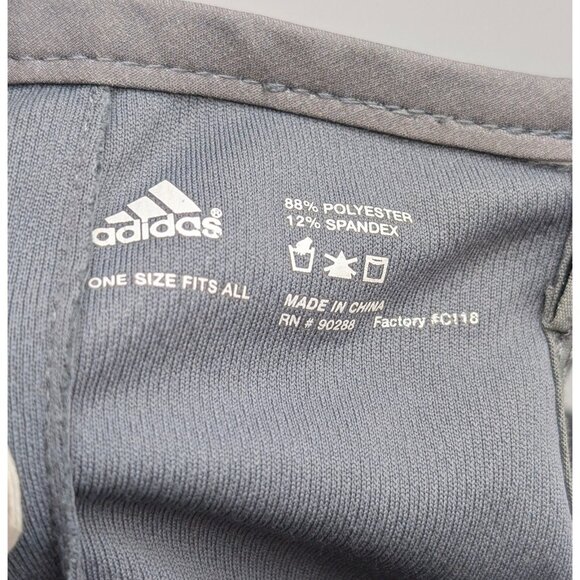 adidas®
ONE SIZE FITS ALL
88% POLYESTER
12% SPANDEX
MADE IN CHINA
RN # 90288 Factory #C118